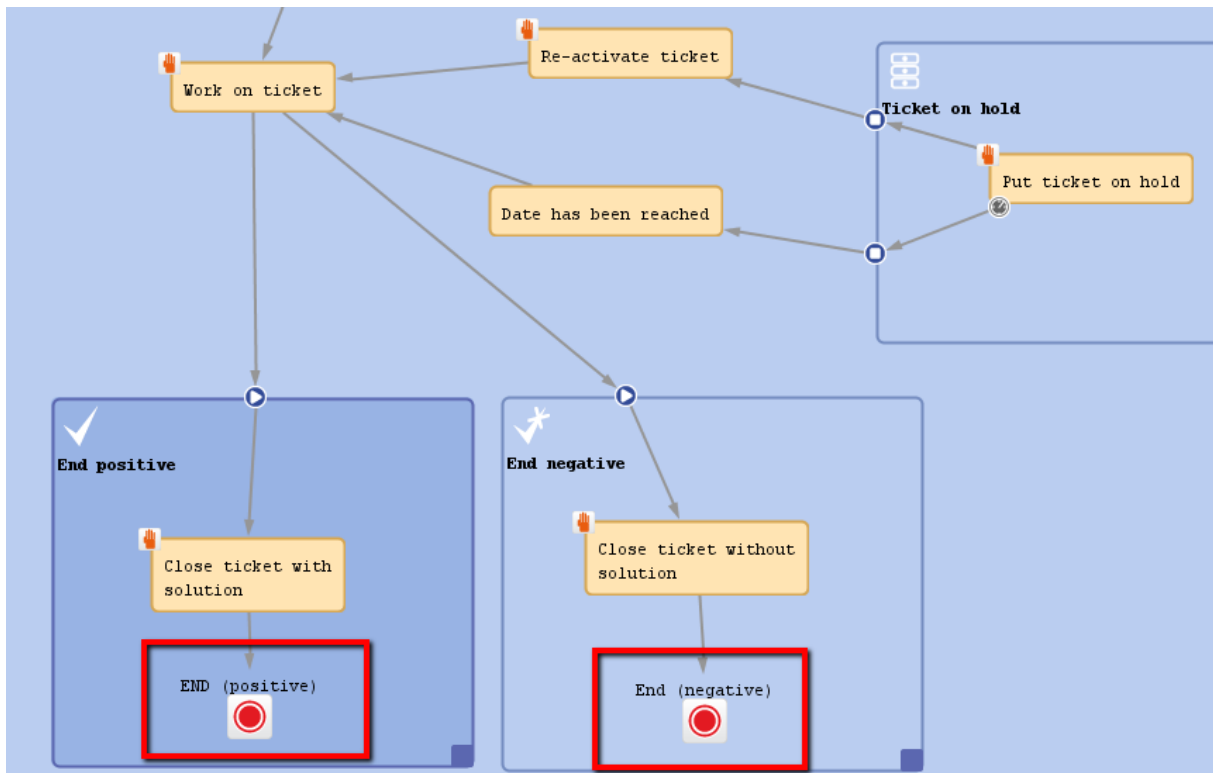 Re-activate ticket
Work on ticket
Ticket on hold
Put ticket on hold
Date has been reached
End positive
End negative
Close ticket with
solution
Close ticket without
solution
END (positive)
End (negative)